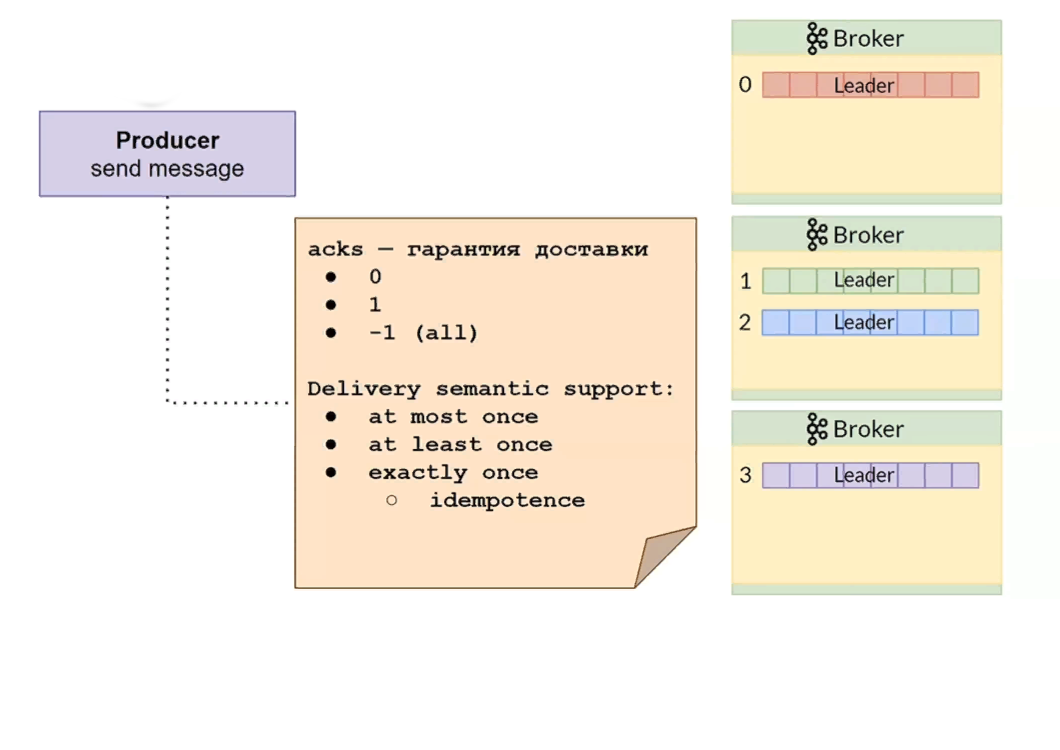 Producer
send message
acks — гарантия доставки
● 0
● 1
● -1 (all)
Delivery semantic support:
● at most once
● at least once
● exactly once
○ idempotence
Broker
0 Leader
Broker
1 Leader
2 Leader
Broker
3 Leader